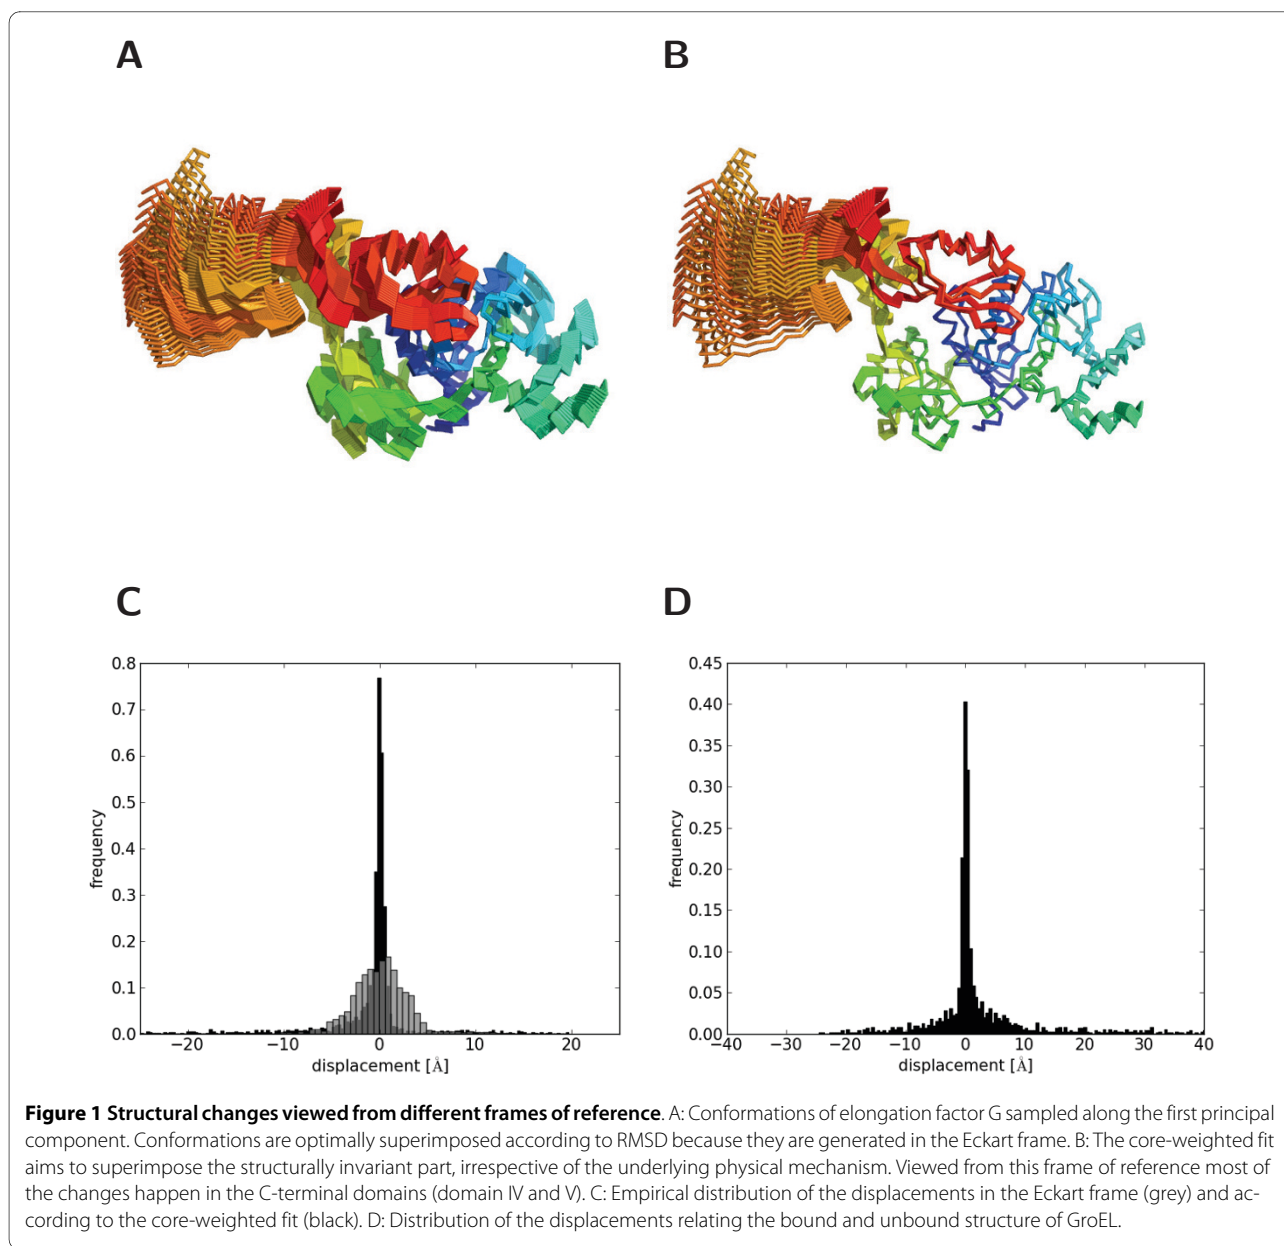 A
B
C
D
0.8
0.7
0.6
0.5
0.4
0.3
0.2
0.1
0.0
frequency
−20
−10
0
10
20
displacement [Å]
0.45
0.40
0.35
0.30
0.25
0.20
0.15
0.10
0.05
0.00
frequency
−40
−30
−20
−10
0
10
20
30
40
displacement [Å]
Figure 1 Structural changes viewed from different frames of reference. A: Conformations of elongation factor G sampled along the first principal
component. Conformations are optimally superimposed according to RMSD because they are generated in the Eckart frame. B: The core-weighted fit
aims to superimpose the structurally invariant part, irrespective of the underlying physical mechanism. Viewed from this frame of reference most of
the changes happen in the C-terminal domains (domain IV and V). C: Empirical distribution of the displacements in the Eckart frame (grey) and ac-
cording to the core-weighted fit (black). D: Distribution of the displacements relating the bound and unbound structure of GroEL.